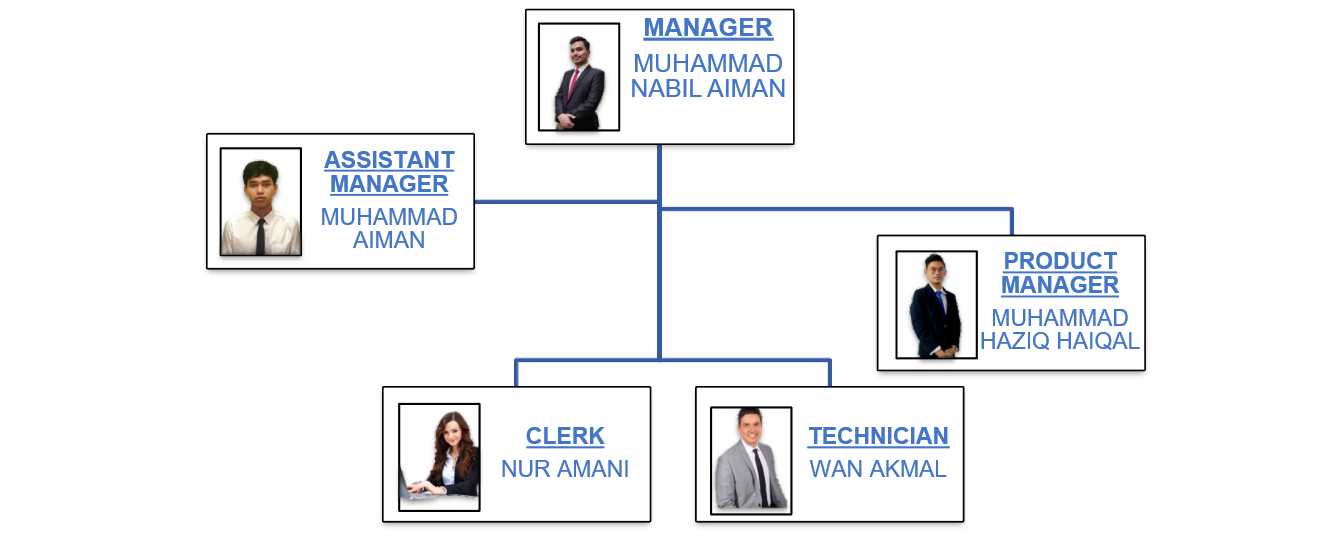 MANAGER
MUHAMMAD
NABIL AIMAN
ASSISTANT
MANAGER
MUHAMMAD
AIMAN
PRODUCT
MANAGER
MUHAMMAD
HAZIQ HAIQAL
CLERK
NUR AMANI
TECHNICIAN
WAN AKMAL